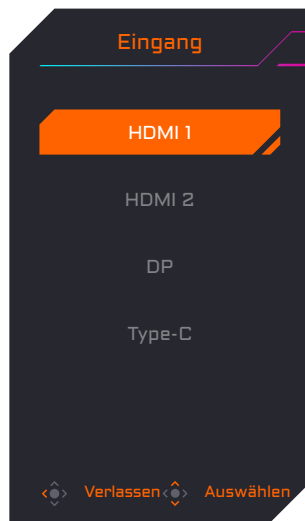 Eingang
HDMI 1
HDMI 2
DP
Type-C
Verlassen Auswählen